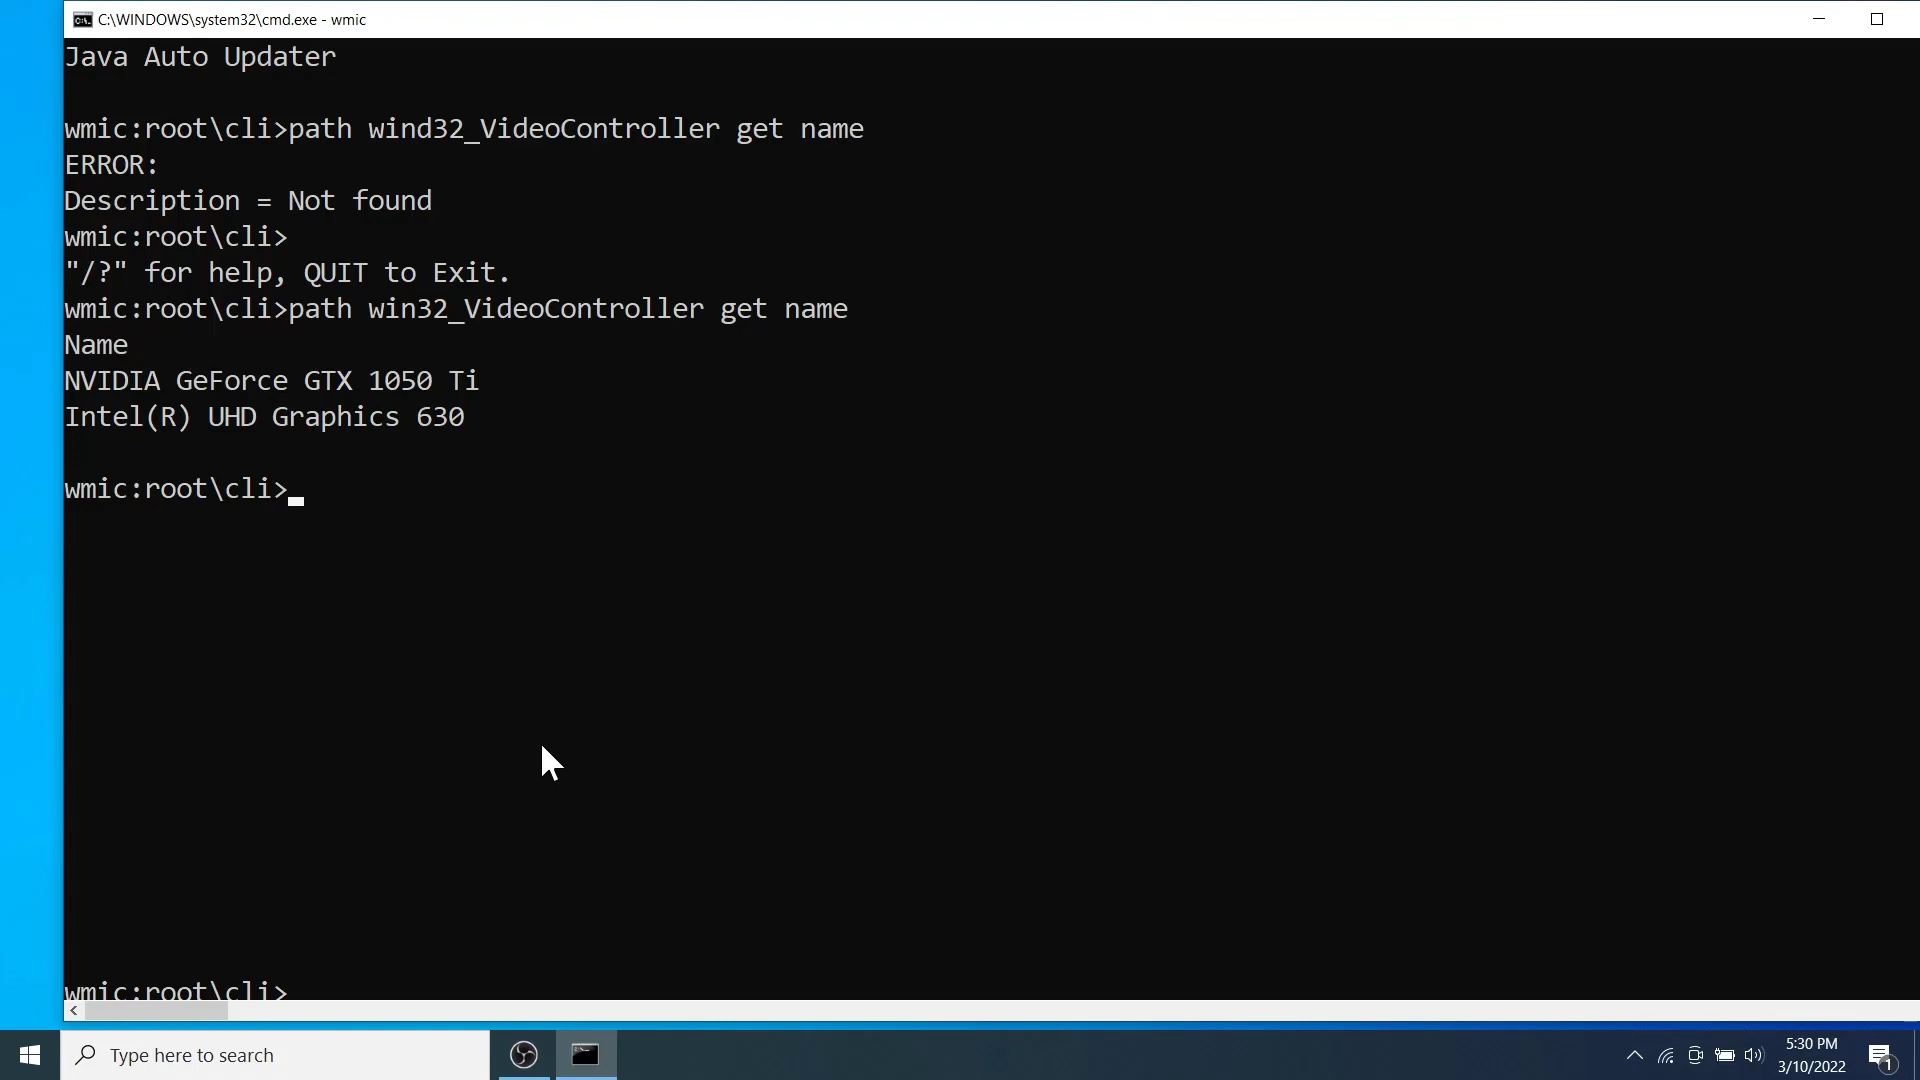 C:\WINDOWS\system32\cmd.exe - wmic
Java Auto Updater
wmic:root\cli>path wind32_VideoController get name
ERROR:
Description = Not found
wmic:root\cli>
"/?" for help, QUIT to Exit.
wmic:root\cli>path win32_VideoController get name
Name
NVIDIA GeForce GTX 1050 Ti
Intel(R) UHD Graphics 630
wmic:root\cli>
wmic:root\cli>
Type here to search
5:30 PM
3/10/2022
1